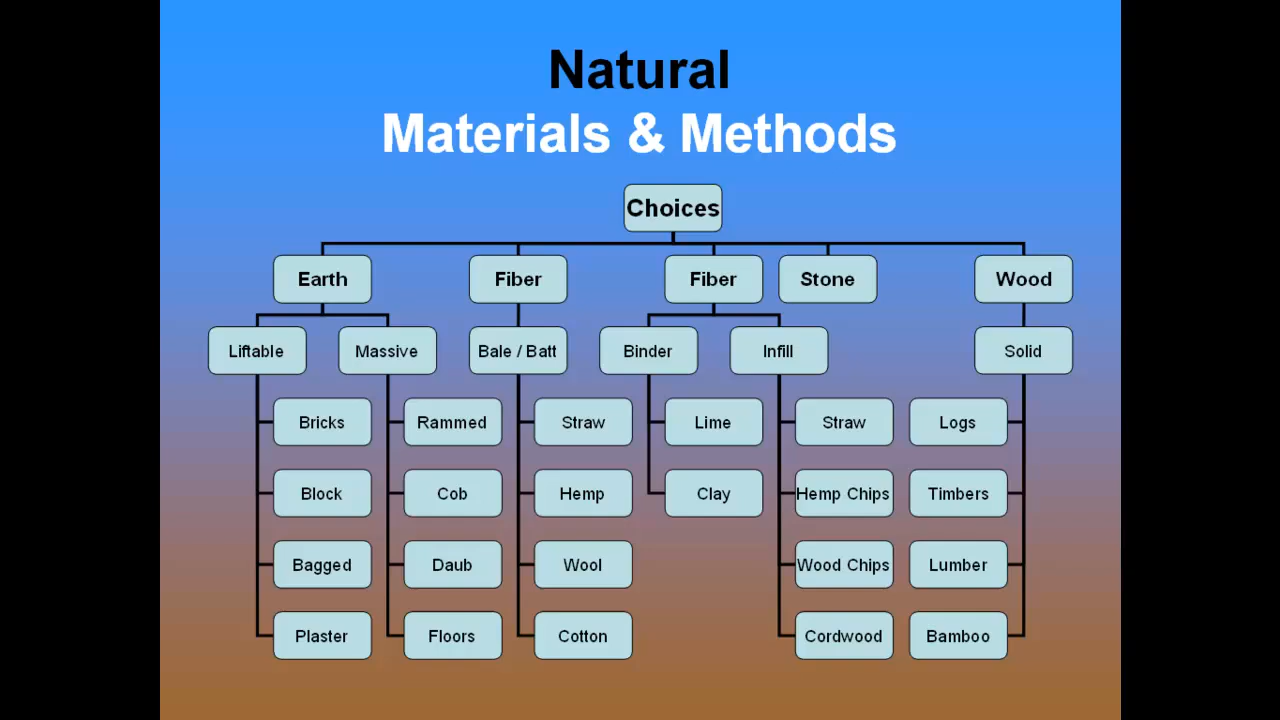 Natural
Materials & Methods
Choices
Earth
Fiber
Fiber
Stone
Wood
Liftable
Massive
Bale / Batt
Binder
Infill
Solid
Bricks
Rammed
Straw
Lime
Straw
Logs
Block
Cob
Hemp
Clay
Hemp Chips
Timbers
Bagged
Daub
Wool
Wood Chips
Lumber
Plaster
Floors
Cotton
Cordwood
Bamboo